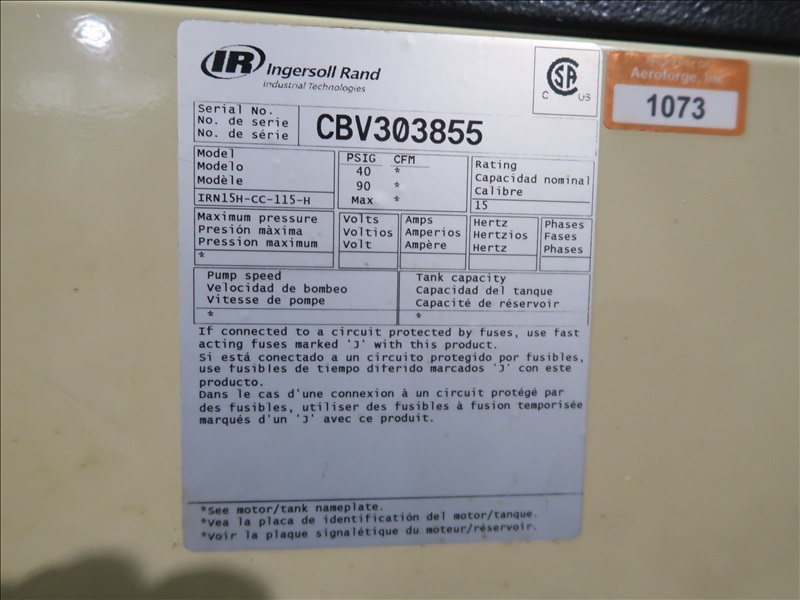 IR Ingersoll Rand
Industrial Technologies
CSA
C US
Aeroforge, Inc
1073
Serial No.
No. de serie
No. de série
CBV303855
Model
Modelo
Modèle
IRN15H-CC-115-H
PSIG CFM
40 *
90 *
Max *
Rating
Capacidad nominal
Calibre
15
Maximum pressure
Presión màxima
Pression maximum
*
Volts
Voltios
Volt
Amps
Amperios
Ampère
Hertz
Hertzios
Hertz
Phases
Fases
Phases
Pump speed
Velocidad de bombeo
Vitesse de pompe
*
Tank capacity
Capacidad del tanque
Capacité de réservoir
*
If connected to a circuit protected by fuses, use fast
acting fuses marked 'J' with this product.
Si está conectado a un circuito protegido por fusibles,
use fusibles de tiempo diferido marcados 'J' con este
producto.
Dans le cas d'une connexion à un circuit protégé par
des fusibles, utiliser des fusibles à fusion temporisée
marqués d'un 'J' avec ce produit.
*See motor/tank nameplate.
*Vea la placa de identificatión del motor/tanque.
*Voir la plaque signalétique du moteur/réservoir.